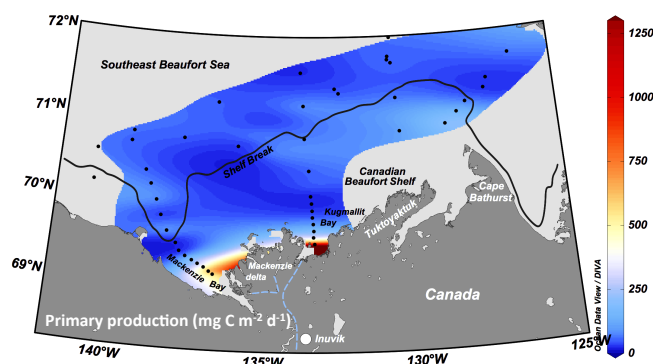 72°N
1250
Southeast Beaufort Sea
1000
71°N
750
Shelf Break
Canadian
Beaufort Shelf
Cape
Bathurst
70°N
Kugmallit
Bay
Tuktoyaktuk
500
69°N
Mackenzie Bay
Mackenzie
delta
250
Canada
Ocean Data View / DIVA
Primary production (mg C m-2 d-1)
Inuvik
0
140°W
135°W
130°W
125°W